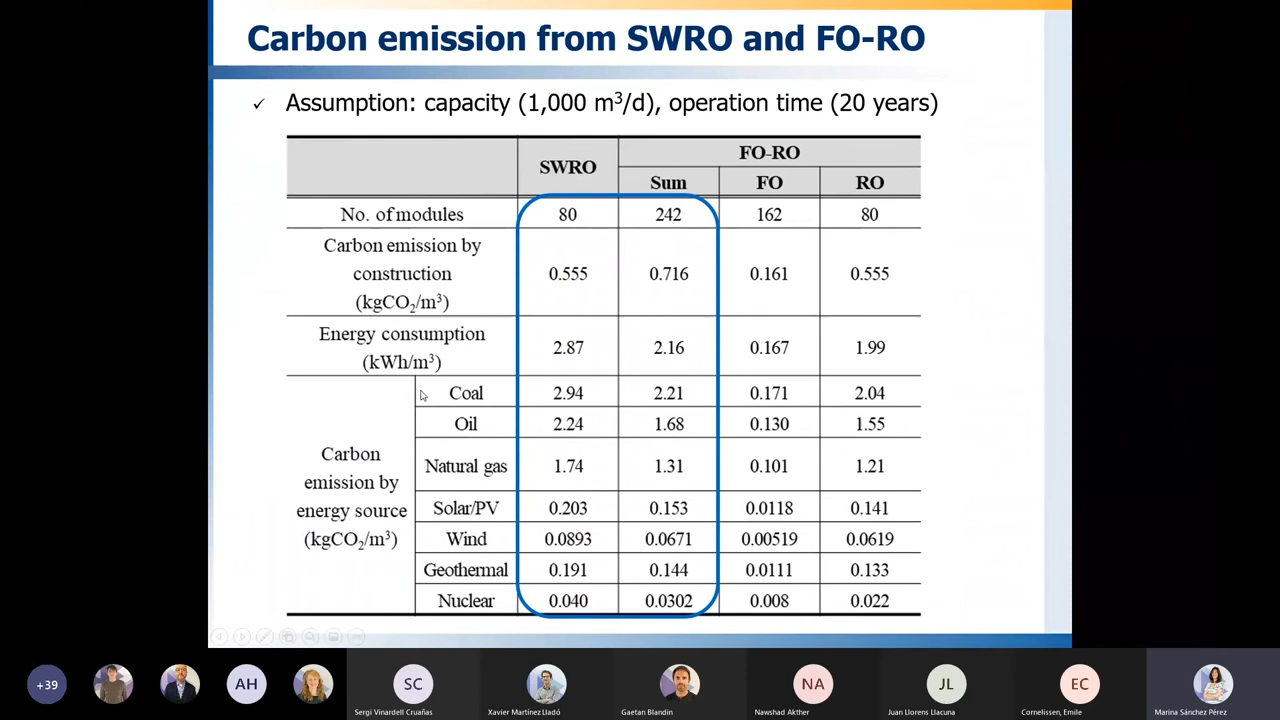 Carbon emission from SWRO and FO-RO
✓ Assumption: capacity (1,000 m³/d), operation time (20 years)
SWRO FO-RO
Sum FO RO
No. of modules 80 242 162 80
Carbon emission by
construction
(kgCO₂/m³) 0.555 0.716 0.161 0.555
Energy consumption
(kWh/m³) 2.87 2.16 0.167 1.99
Carbon
emission by
energy source
(kgCO₂/m³)
Coal 2.94 2.21 0.171 2.04
Oil 2.24 1.68 0.130 1.55
Natural gas 1.74 1.31 0.101 1.21
Solar/PV 0.203 0.153 0.0118 0.141
Wind 0.0893 0.0671 0.00519 0.0619
Geothermal 0.191 0.144 0.0111 0.133
Nuclear 0.040 0.0302 0.008 0.022
+39 AH SC NA JL EC
Sergi Vinardell Cruañas Xavier Martínez Lladó Gaetan Blandin Nawshad Akther Juan Llorens Llacuna Cornelissen, Emile Marina Sánchez Pérez